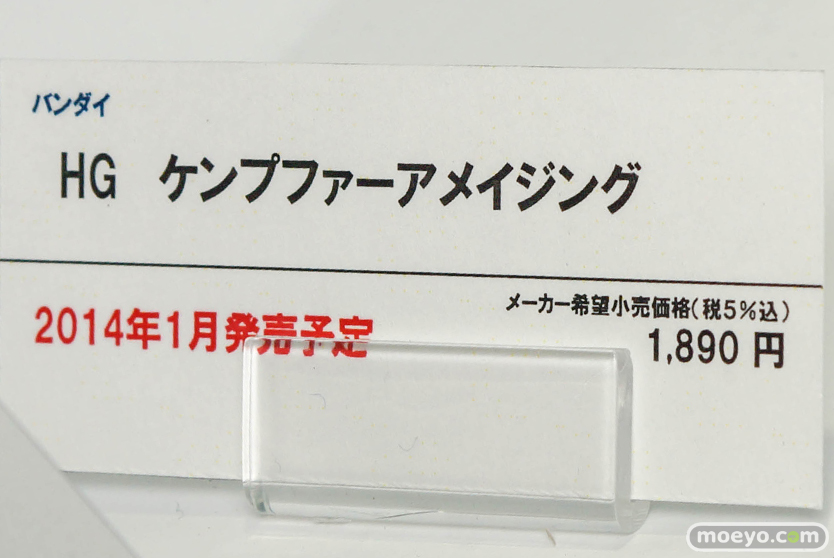 バンダイ
HG ケンプファーアメイジング
メーカー希望小売価格(税5%込)
2014年1月発売予定
1,890 円
moeyo.com